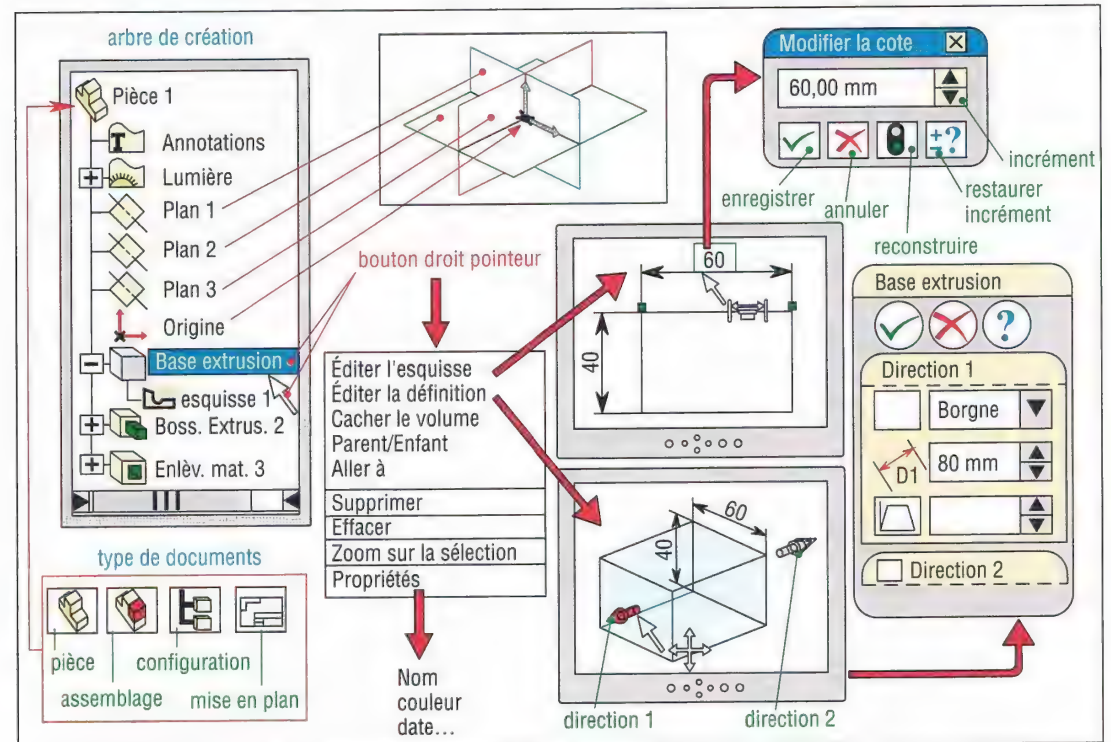 arbre de création
Pièce 1
T Annotations
Lumière
Plan 1
Plan 2
Plan 3
Origine
Base extrusion
esquisse 1
Boss. Extrus. 2
Enlèv. mat. 3
type de documents
pièce
assemblage
configuration
mise en plan
bouton droit pointeur
Éditer l'esquisse
Éditer la définition
Cacher le volume
Parent/Enfant
Aller à
Supprimer
Effacer
Zoom sur la sélection
Propriétés
Nom
couleur
date...
60
40
60
40
direction 1
direction 2
Modifier la cote
60,00 mm
±?
enregistrer
annuler
reconstruire
restaurer
incrément
incrément
Base extrusion
?
Direction 1
Borgne
D1
80 mm
Direction 2